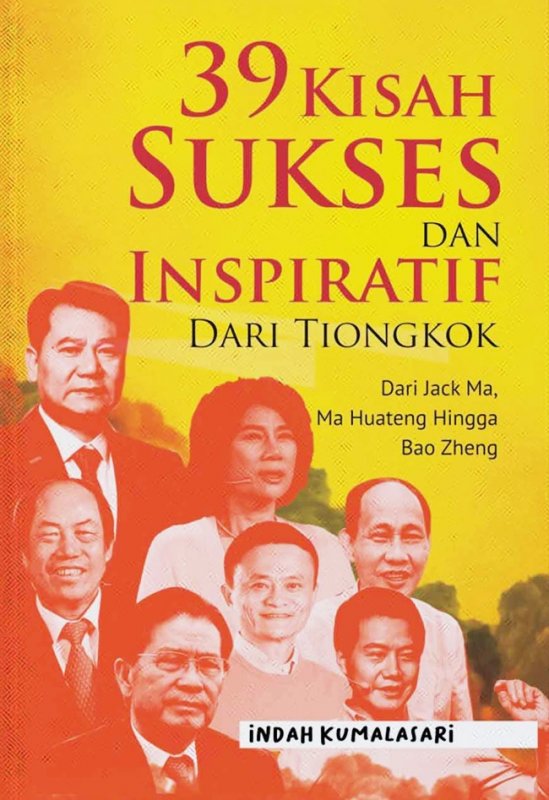 39 KISAH
SUKSES
DAN
INSPIRATIF
DARI TIONGKOK
Dari Jack Ma,
Ma Huateng Hingga
Bao Zheng
INDAH KUMALASARI